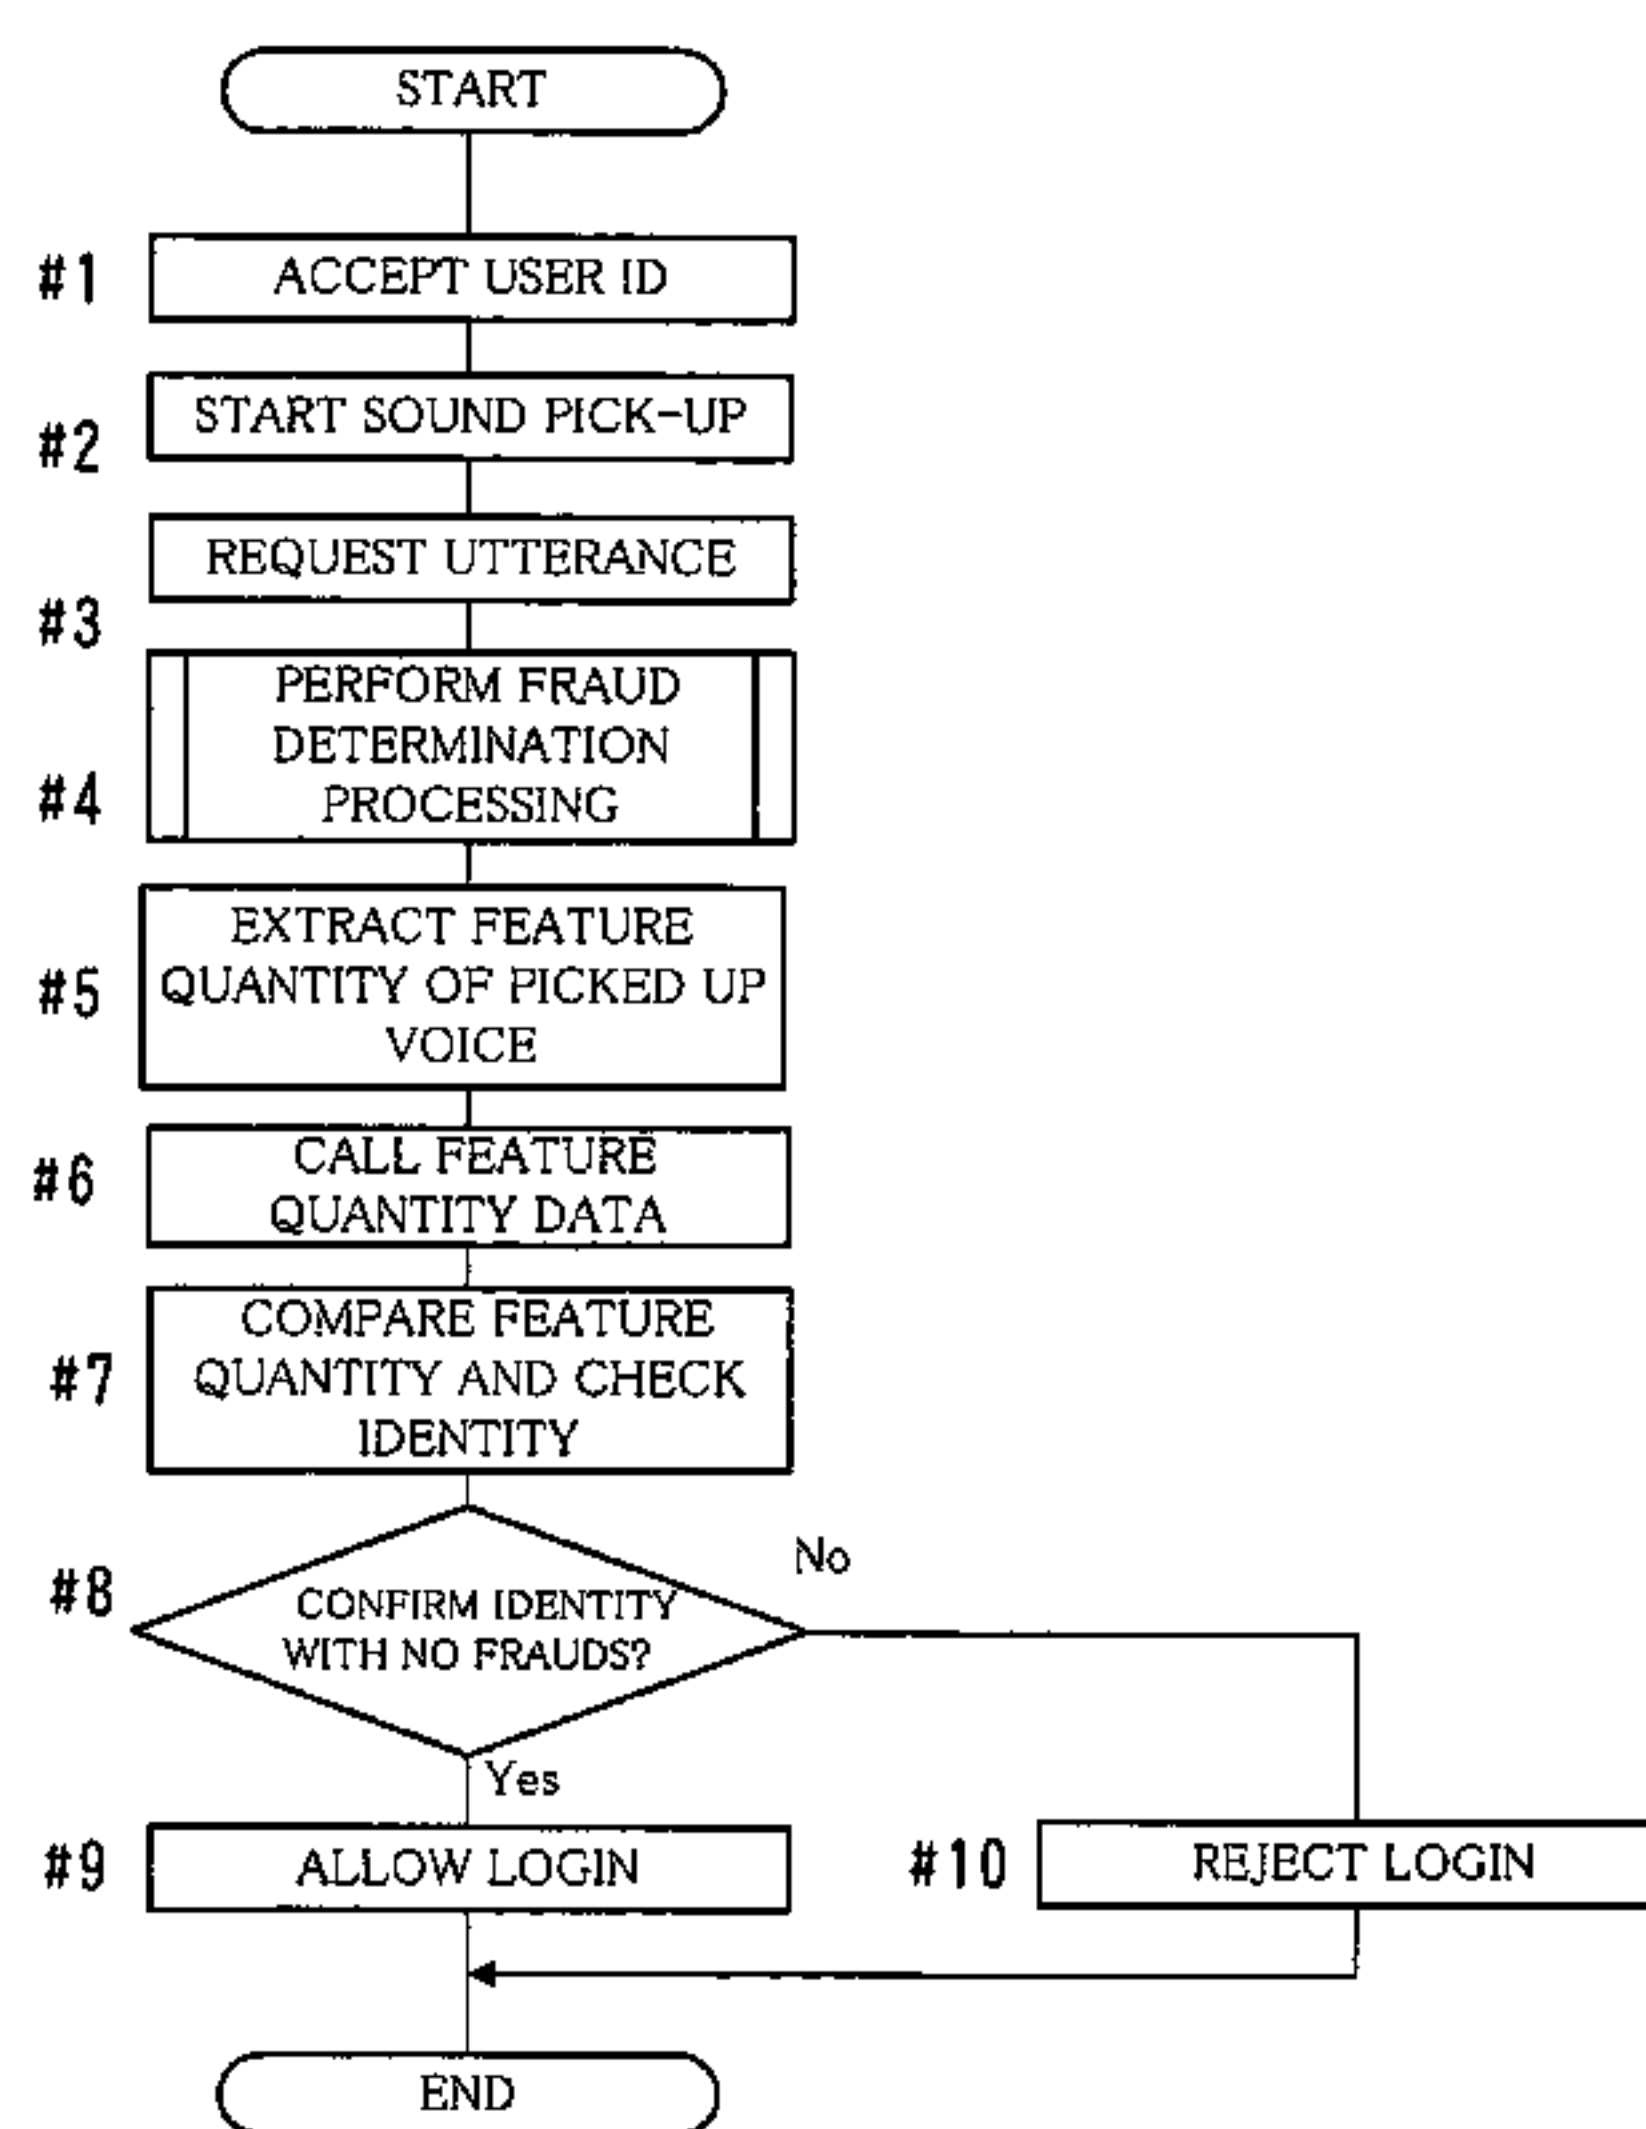 START
#1
ACCEPT USER ID
#2
START SOUND PICK-UP
REQUEST UTTERANCE
#3
PERFORM FRAUD
DETERMINATION
PROCESSING
#4
EXTRACT FEATURE
#5
QUANTITY OF PICKED UP
VOICE
CALL FEATURE
#6
QUANTITY DATA
COMPARE FEATURE
#7
QUANTITY AND CHECK
IDENTITY
No
#8
CONFIRM IDENTITY
WITH NO FRAUDS?
Yes
#9
ALLOW LOGIN
#10
REJECT LOGIN
END